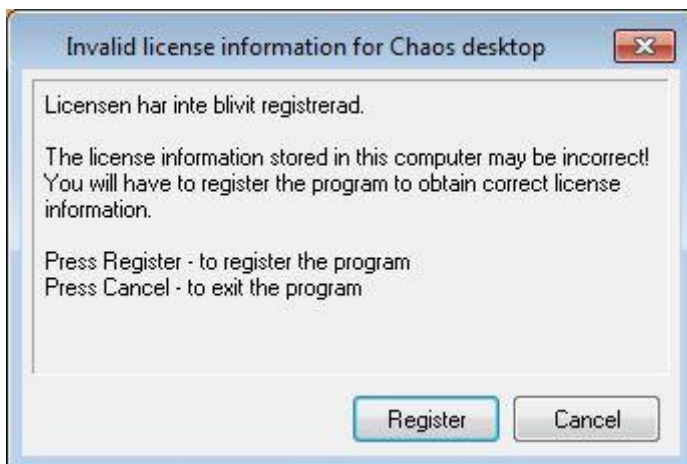 Invalid license information for Chaos desktop
Licensen har inte blivit registrerad.
The license information stored in this computer may be incorrect!
You will have to register the program to obtain correct license
information.
Press Register - to register the program
Press Cancel - to exit the program
Register
Cancel